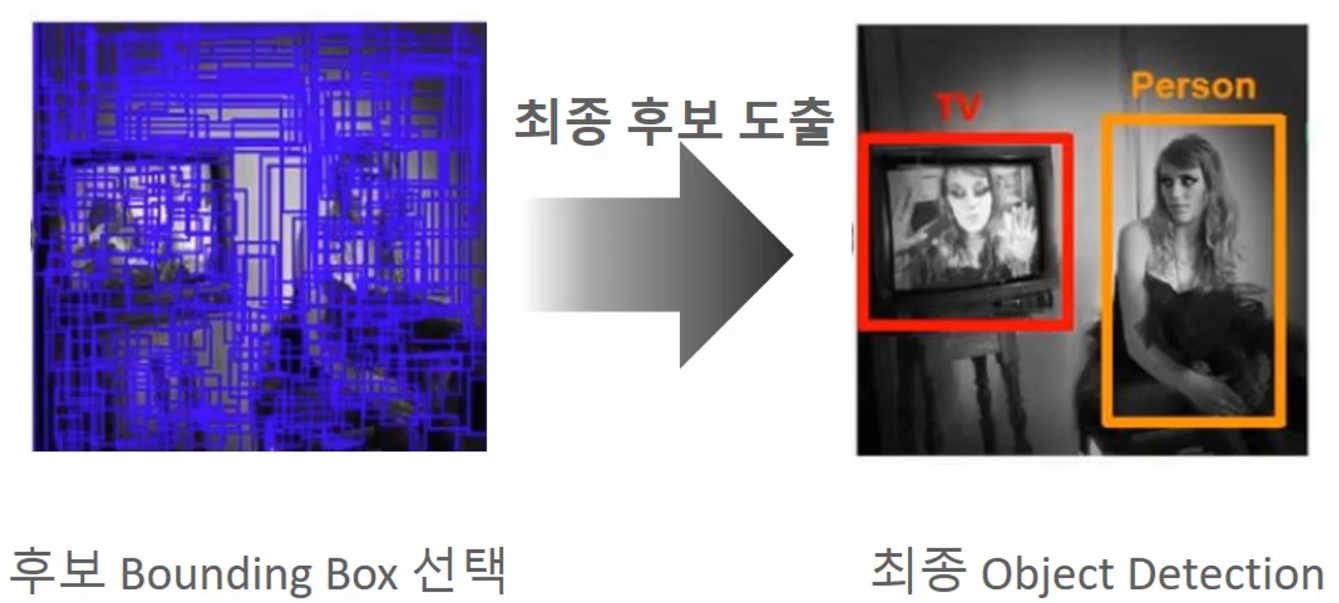 최종 후보 도출
TV
Person
후보 Bounding Box 선택
최종 Object Detection